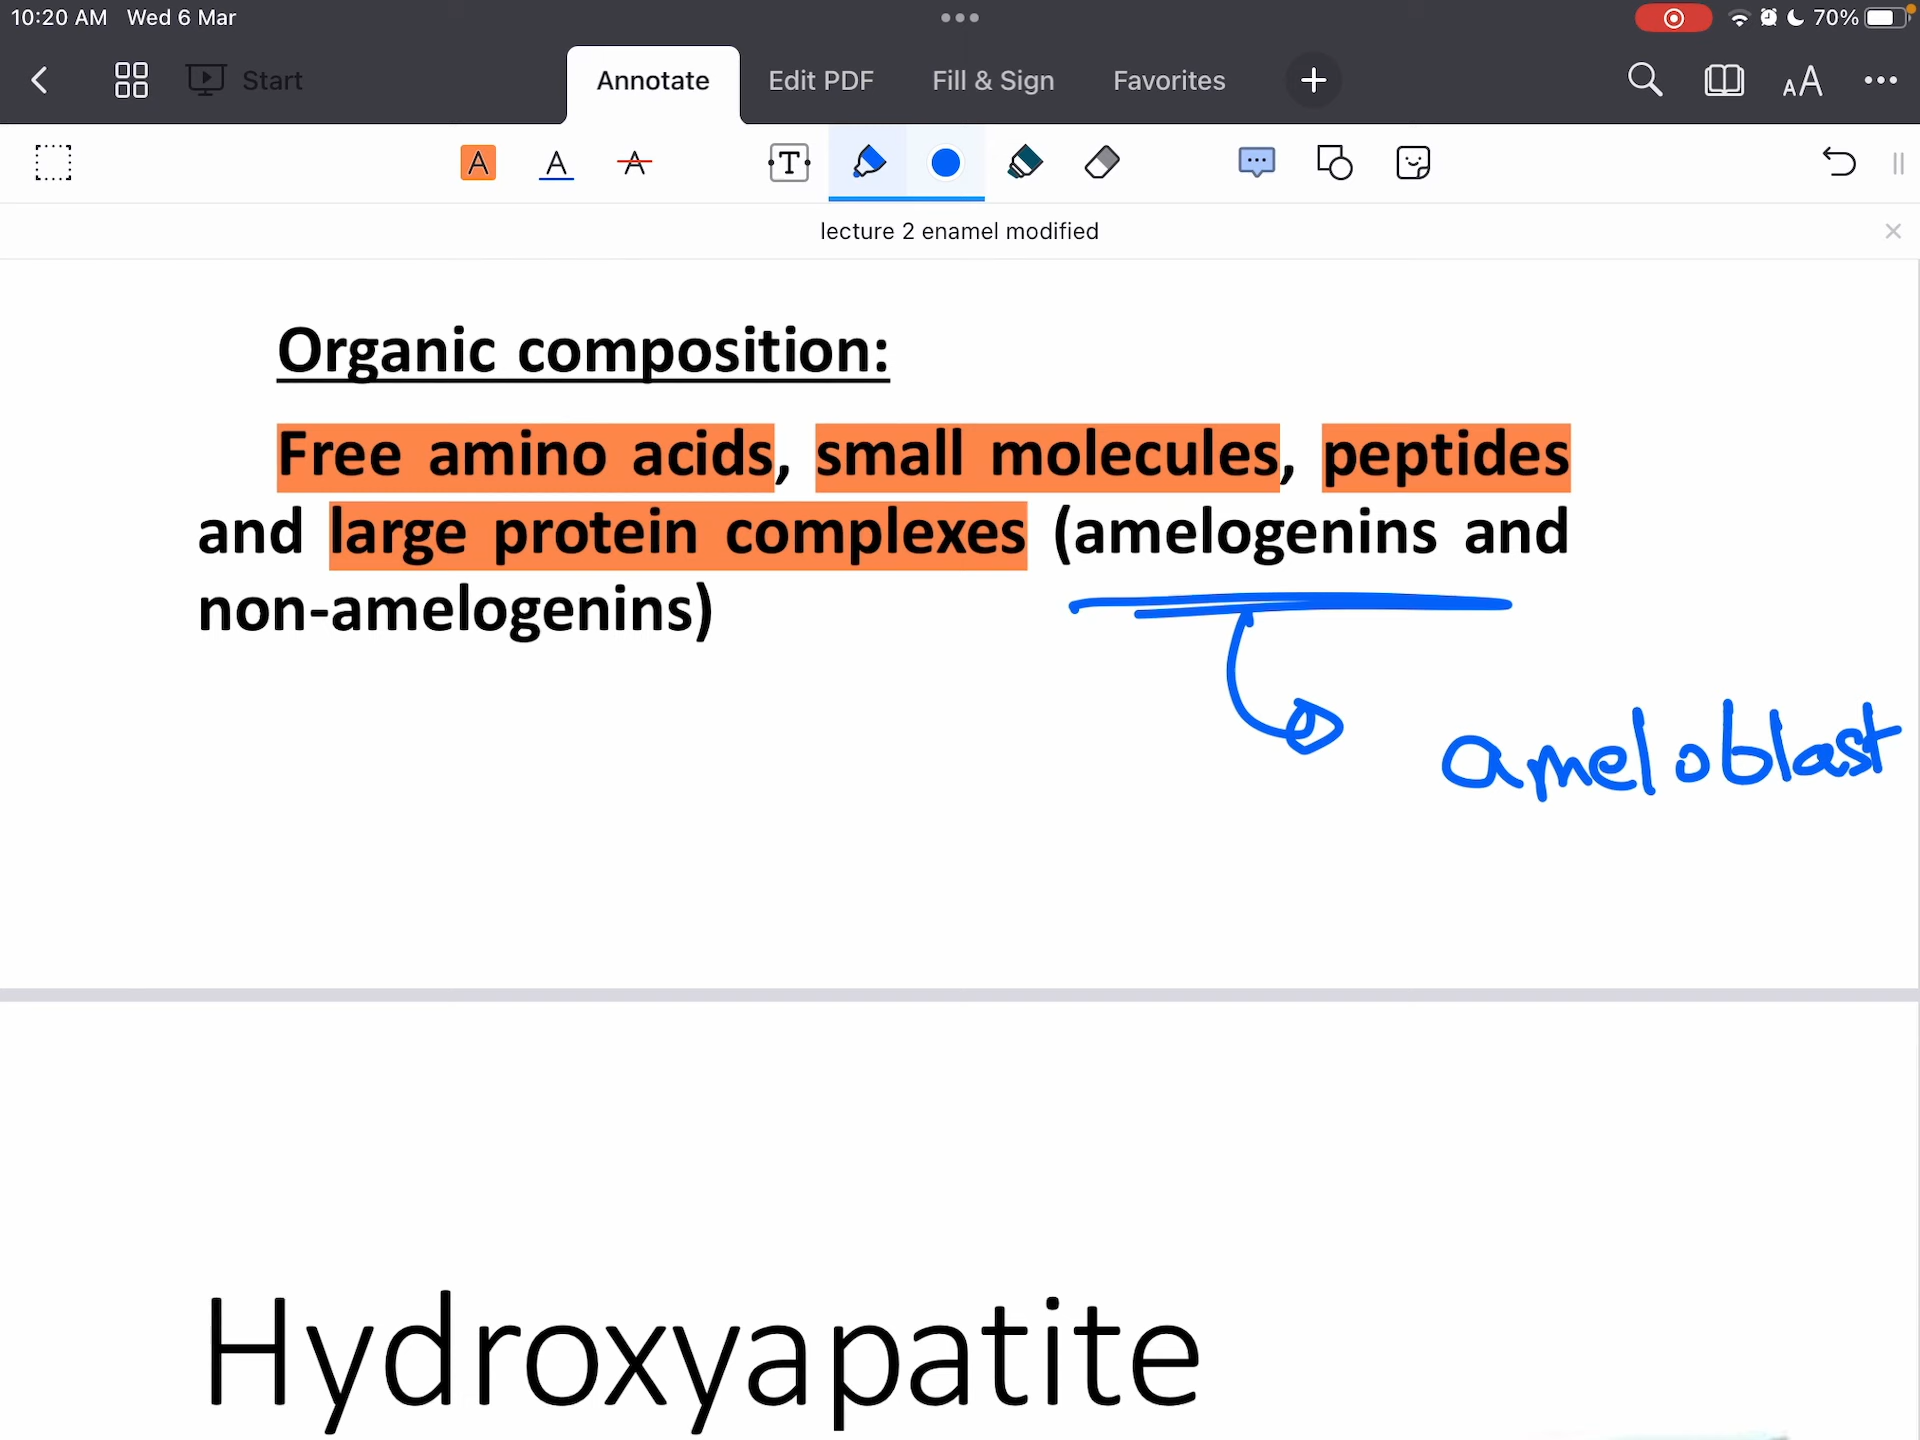 10:20 AM Wed 6 Mar
70%
Start
Annotate
Edit PDF
Fill & Sign
Favorites
AA
A A A T
lecture 2 enamel modified
Organic composition:
Free amino acids, small molecules, peptides
and large protein complexes (amelogenins and
non-amelogenins)
ameloblast
Hydroxyapatite